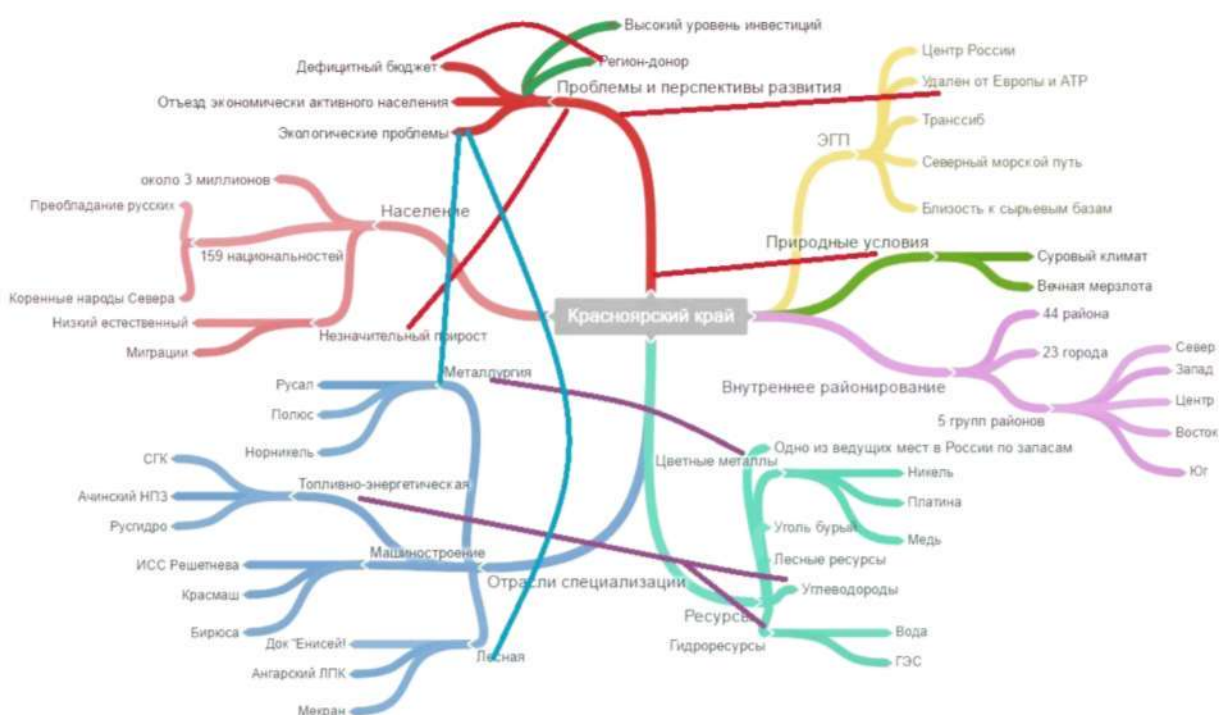 Высокий уровень инвестиций
Регион-донор
Дефицитный бюджет
Проблемы и перспективы развития
Отъезд экономически активного населения
Экологические проблемы
Центр России
Удален от Европы и АТР
Транссиб
ЭГП
Северный морской путь
Близость к сырьевым базам
около 3 миллионов
Преобладание русских
Население
159 национальностей
Коренные народы Севера
Низкий естественный
Незначительный прирост
Миграции
Природные условия
Суровый климат
Вечная мерзлота
Красноярский край
44 района
23 города
Внутреннее районирование
5 групп районов
Север
Запад
Центр
Восток
Юг
Металлургия
Русал
Полюс
Норникель
СГК
Топливно-энергетическая
Ачинский НПЗ
Русгидро
ИСС Решетнева
Машиностроение
Красмаш
Бирюса
Отрасли специализации
Док "Енисей!
Лесная
Ангарский ЛПК
Мекран
Одно из ведущих мест в России по запасам
Цветные металлы
Никель
Платина
Медь
Уголь бурый
Лесные ресурсы
Углеводороды
Ресурсы
Гидроресурсы
Вода
ГЭС